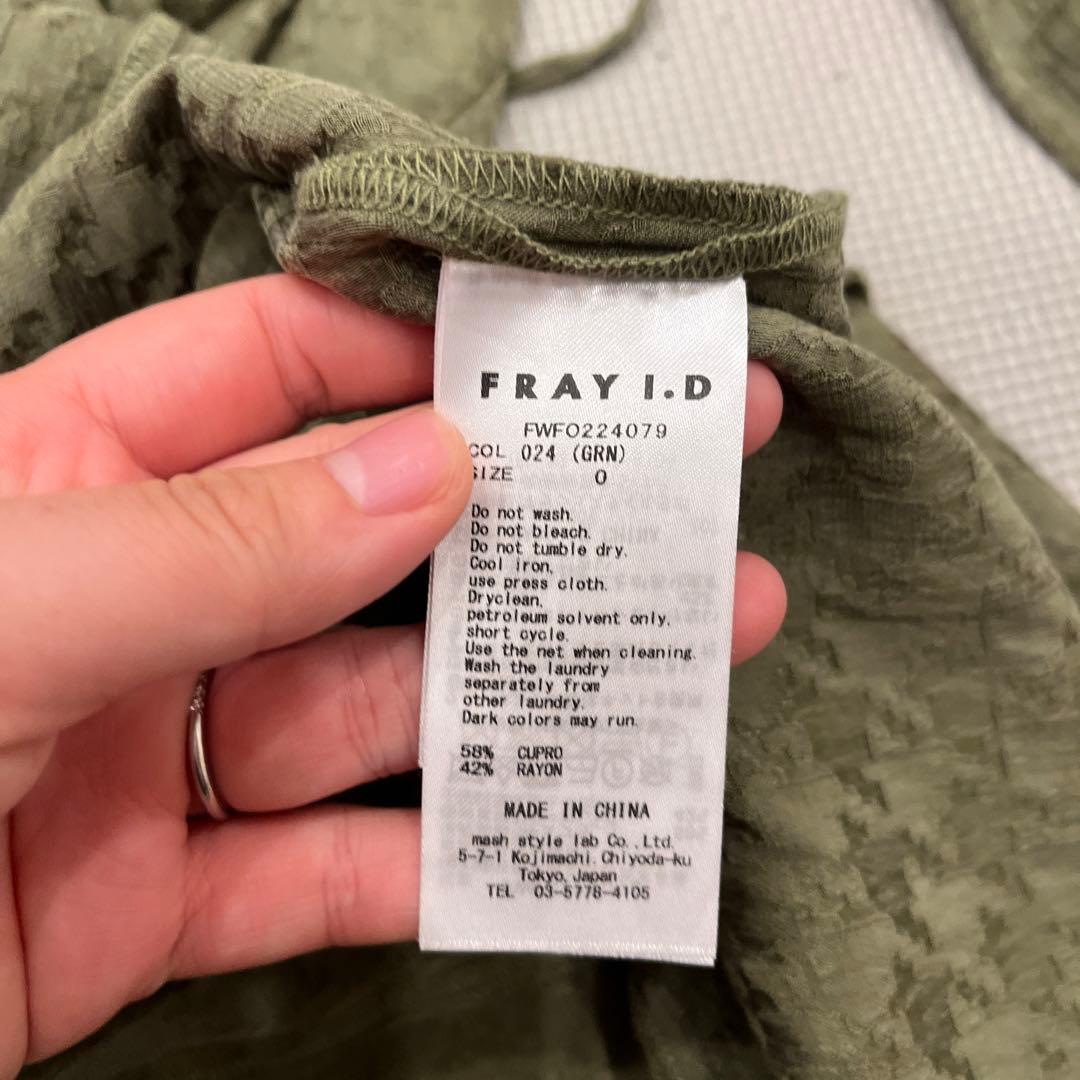 FRAY I.D
FWFO224079
COL 024 (GRN)
SIZE 0
Do not wash.
Do not bleach.
Do not tumble dry.
Cool iron,
use press cloth.
Dryclean,
petroleum solvent only,
short cycle.
Use the net when cleaning.
Wash the laundry
separately from
other laundry.
Dark colors may run.
58% CUPRO
42% RAYON
MADE IN CHINA
mash style lab Co.,Ltd.
5-7-1 Kojimachi, Chiyoda-ku
Tokyo, Japan
TEL 03-5778-4105